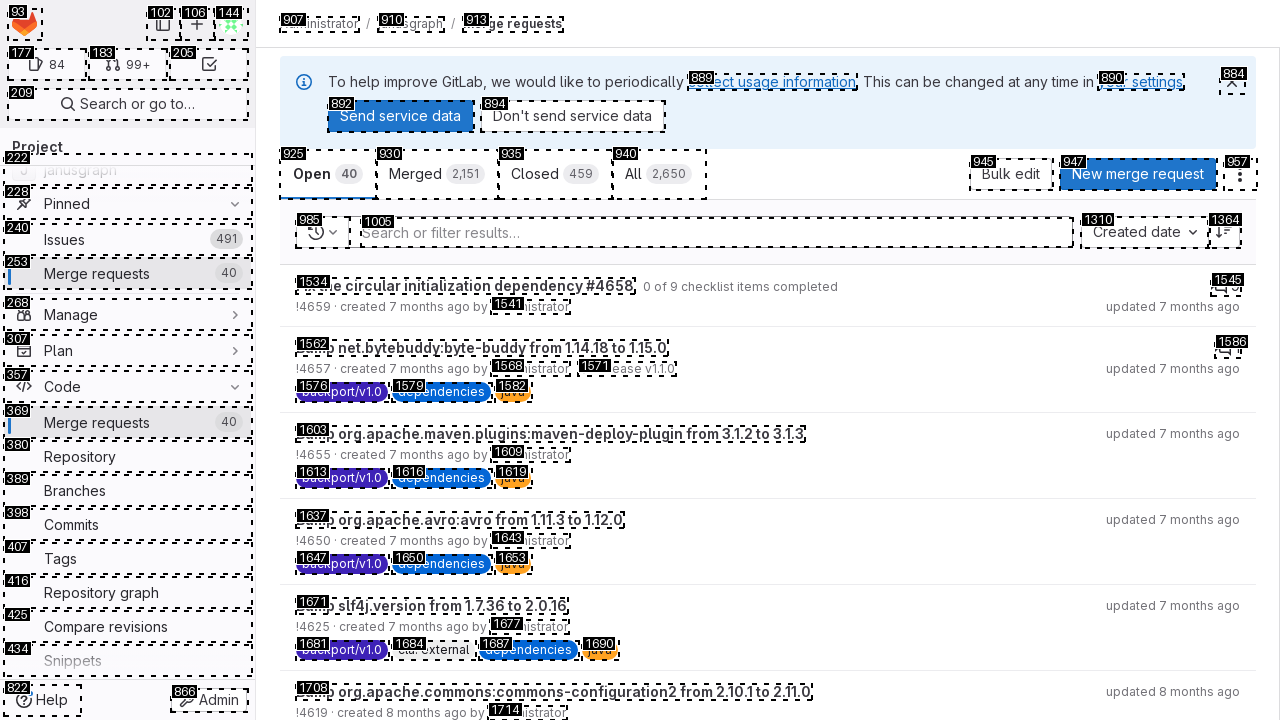 93
102
106
144
177
84
183
99+
205
209
Search or go to…
Project
222
janusgraph
228
Pinned
240
Issues
491
253
Merge requests
40
268
Manage
307
Plan
357
Code
369
Merge requests
40
380
Repository
389
Branches
398
Commits
407
Tags
416
Repository graph
425
Compare revisions
434
Snippets
822
Help
866
Admin
907
/
910
/
913
Merge requests
To help improve GitLab, we would like to periodically
889
collect usage information. This can be changed at any time in
890
your settings.
884
892
Send service data
894
Don't send service data
925
Open 40
930
Merged 2,151
935
Closed 459
940
All 2,650
945
Bulk edit
947
New merge request
957
985
1005
Search or filter results…
1310
Created date
1364
1534
the circular initialization dependency #4658 0 of 9 checklist items completed
1545
!4659 · created 7 months ago by
1541
updated 7 months ago
1562
Bump net.bytebuddy:byte-buddy from 1.14.18 to 1.15.0
1586
!4657 · created 7 months ago by
1568
1571
Release v1.1.0
updated 7 months ago
1576
backport/v1.0
1579
dependencies
1582
java
1603
Bump org.apache.maven.plugins:maven-deploy-plugin from 3.1.2 to 3.1.3
updated 7 months ago
!4655 · created 7 months ago by
1609
1613
backport/v1.0
1616
dependencies
1619
java
1637
Bump org.apache.avro:avro from 1.11.3 to 1.12.0
updated 7 months ago
!4650 · created 7 months ago by
1643
1647
backport/v1.0
1650
dependencies
1653
java
1671
Bump slf4j.version from 1.7.36 to 2.0.16
updated 7 months ago
!4625 · created 7 months ago by
1677
1681
backport/v1.0
1684
cla: external
1687
dependencies
1690
java
1708
Bump org.apache.commons:commons-configuration2 from 2.10.1 to 2.11.0
updated 8 months ago
!4619 · created 8 months ago by
1714